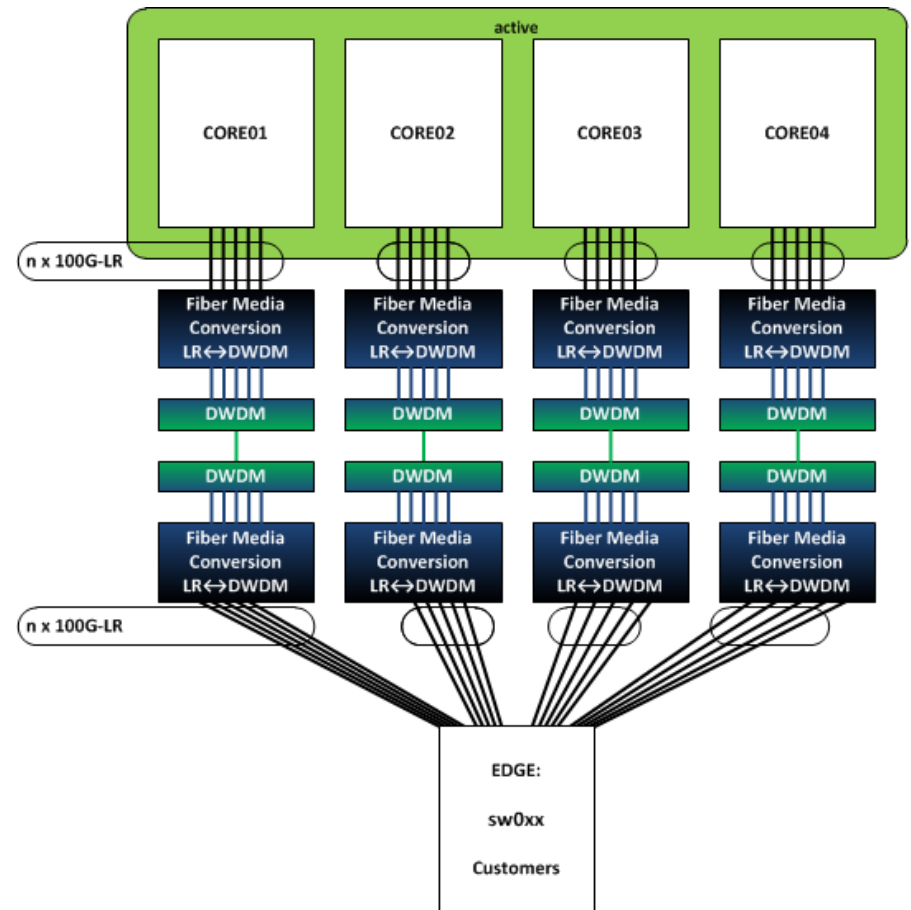 active
CORE01
CORE02
CORE03
CORE04
n x 100G-LR
Fiber Media
Conversion
LR↔DWDM
Fiber Media
Conversion
LR↔DWDM
Fiber Media
Conversion
LR↔DWDM
Fiber Media
Conversion
LR↔DWDM
DWDM
DWDM
DWDM
DWDM
DWDM
DWDM
DWDM
DWDM
Fiber Media
Conversion
LR↔DWDM
Fiber Media
Conversion
LR↔DWDM
Fiber Media
Conversion
LR↔DWDM
Fiber Media
Conversion
LR↔DWDM
n x 100G-LR
EDGE:
sw0xx
Customers